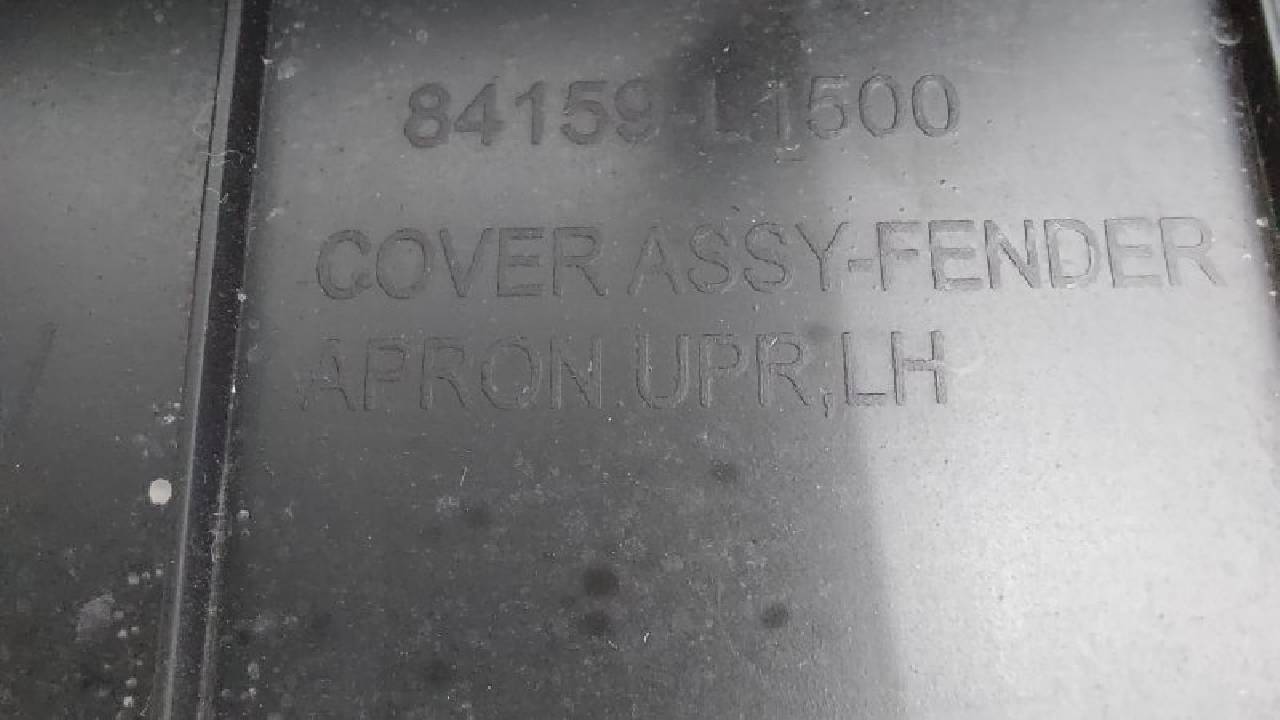 84159-L1500
COVER ASSY-FENDER
APRON UPR,LH